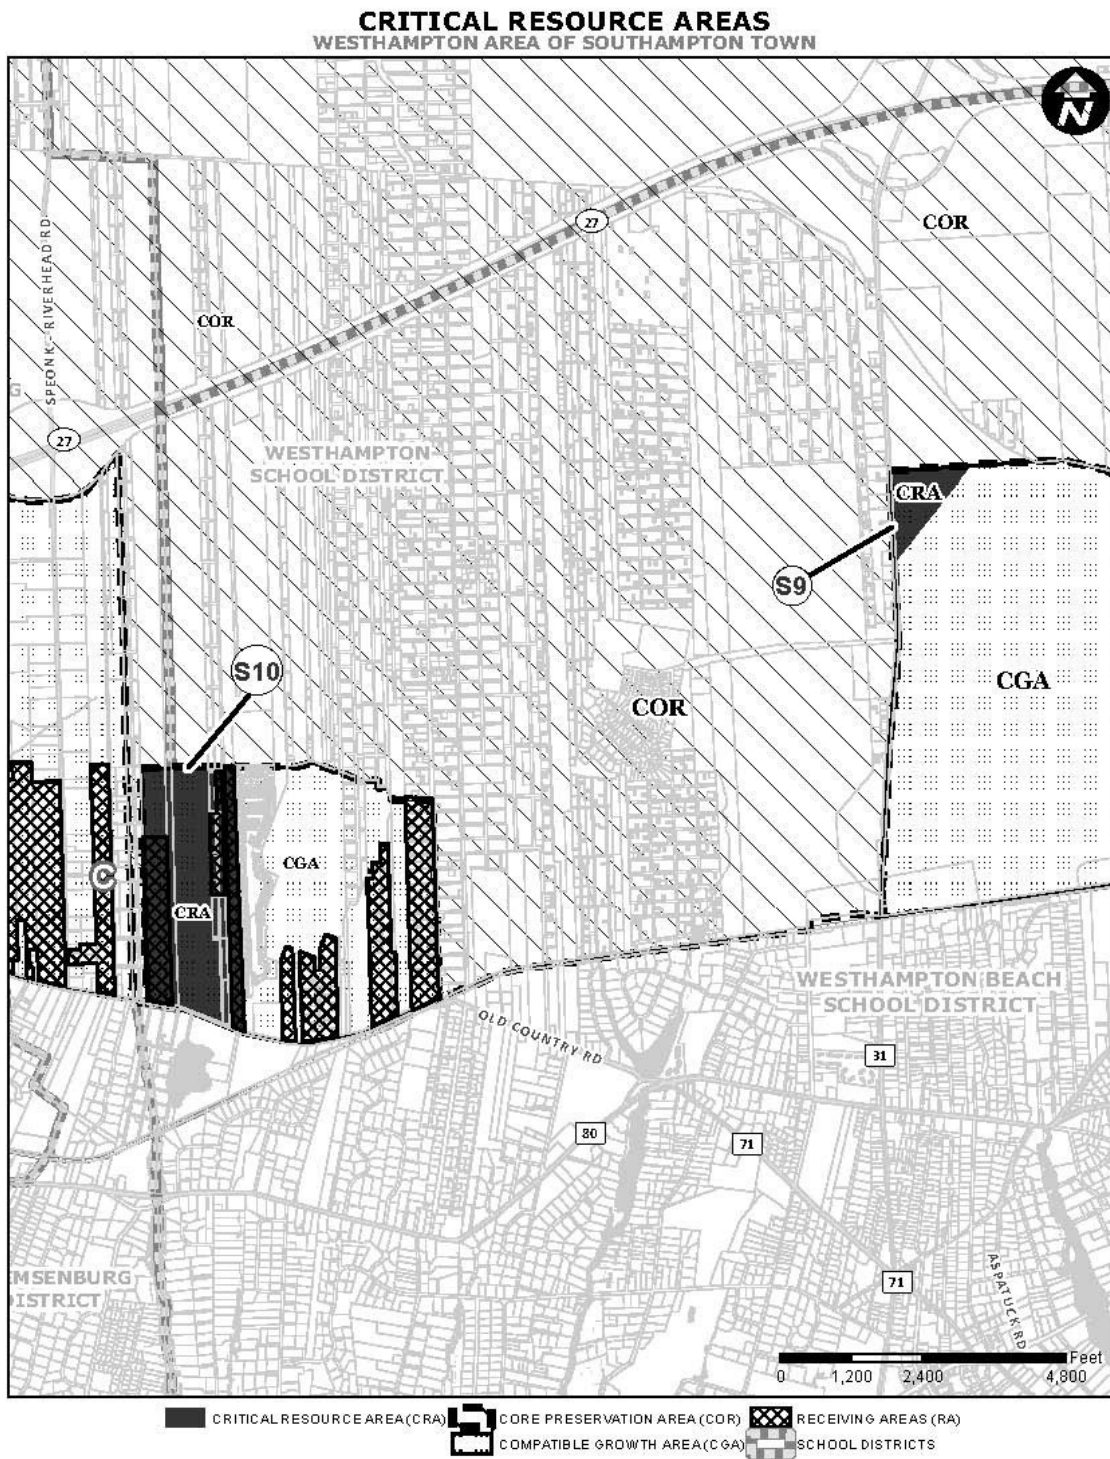 CRITICAL RESOURCE AREAS
WESTHAMPTON AREA OF SOUTHAMPTON TOWN
N
SPEONK - RIVERHEAD RD
27
COR
COR
27
WESTHAMPTON
SCHOOL DISTRICT
CRA
S9
S10
COR
CGA
CGA
C
CRA
WESTHAMPTON BEACH
SCHOOL DISTRICT
OLD COUNTRY RD
31
80
71
EMSENBURG
DISTRICT
71
ASPATUCK RD
Feet
0 1,200 2,400 4,800
CRITICAL RESOURCE AREA (CRA) CORE PRESERVATION AREA (COR) RECEIVING AREAS (RA)
COMPATIBLE GROWTH AREA (CGA) SCHOOL DISTRICTS